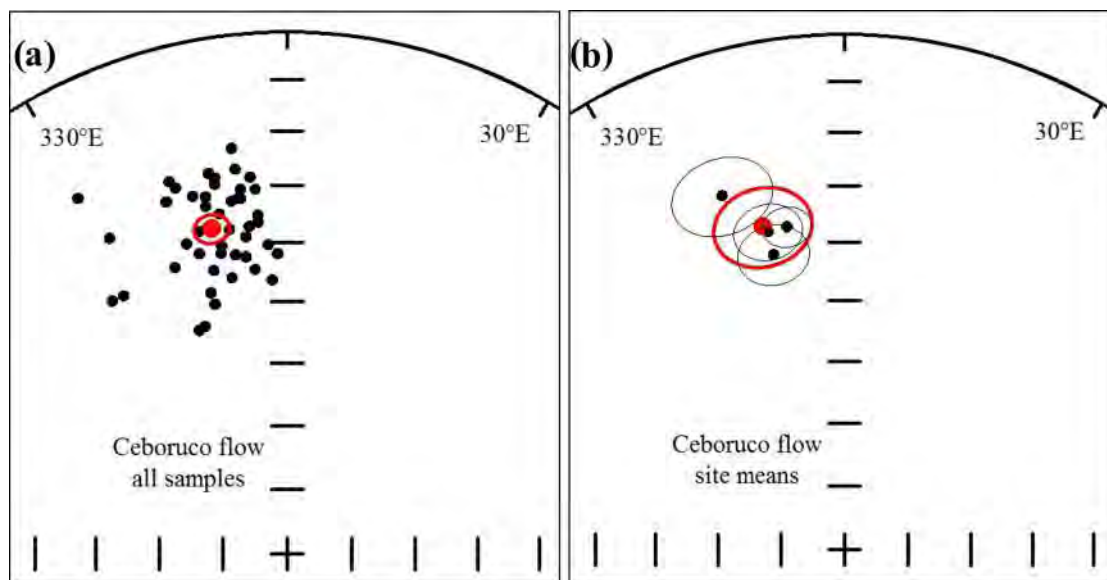 (a)
330°E
30°E
Ceboruco flow
all samples
(b)
330°E
30°E
Ceboruco flow
site means